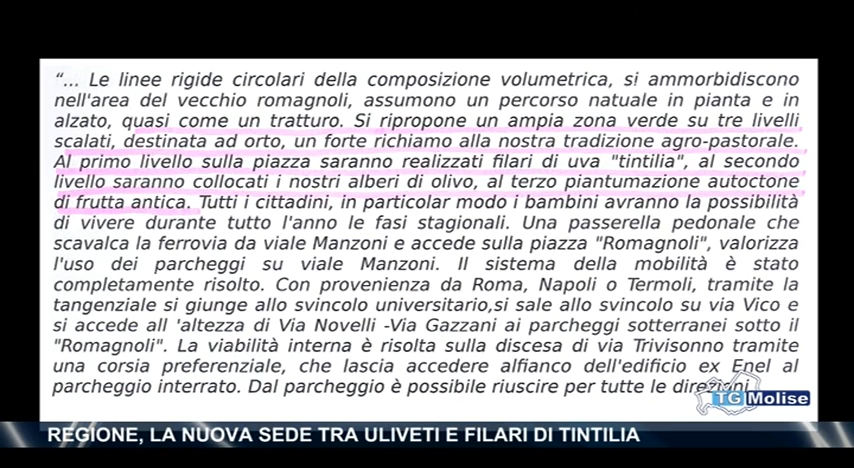 “... Le linee rigide circolari della composizione volumetrica, si ammorbidiscono
nell'area del vecchio romagnoli, assumono un percorso natuale in pianta e in
alzato, quasi come un tratturo. Si ripropone un ampia zona verde su tre livelli
scalati, destinata ad orto, un forte richiamo alla nostra tradizione agro-pastorale.
Al primo livello sulla piazza saranno realizzati filari di uva "tintilia", al secondo
livello saranno collocati i nostri alberi di olivo, al terzo piantumazione autoctone
di frutta antica. Tutti i cittadini, in particolar modo i bambini avranno la possibilità
di vivere durante tutto l'anno le fasi stagionali. Una passerella pedonale che
scavalca la ferrovia da viale Manzoni e accede sulla piazza "Romagnoli", valorizza
l'uso dei parcheggi su viale Manzoni. Il sistema della mobilità è stato
completamente risolto. Con provenienza da Roma, Napoli o Termoli, tramite la
tangenziale si giunge allo svincolo universitario,si sale allo svincolo su via Vico e
si accede all 'altezza di Via Novelli -Via Gazzani ai parcheggi sotterranei sotto il
"Romagnoli". La viabilità interna è risolta sulla discesa di via Trivisonno tramite
una corsia preferenziale, che lascia accedere alfianco dell'edificio ex Enel al
parcheggio interrato. Dal parcheggio è possibile riuscire per tutte le direzioni
TG Molise
REGIONE, LA NUOVA SEDE TRA ULIVETI E FILARI DI TINTILIA